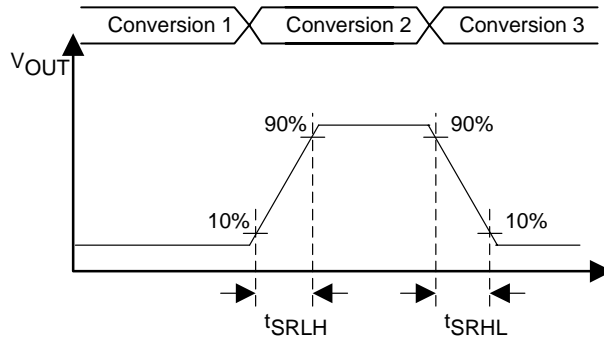 Conversion 1 Conversion 2 Conversion 3
VOUT
90% 90%
10% 10%
tSRLH tSRHL